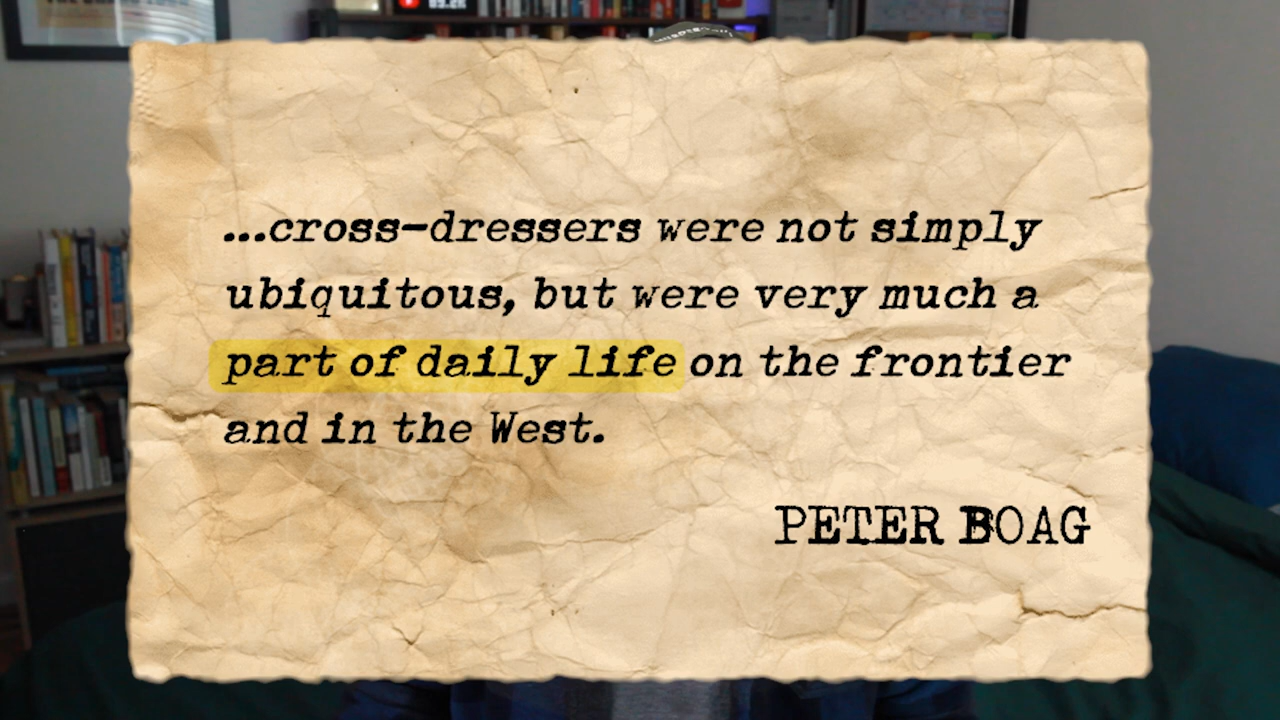 ...cross-dressers were not simply
ubiquitous, but were very much a
part of daily life on the frontier
and in the West.
PETER BOAG